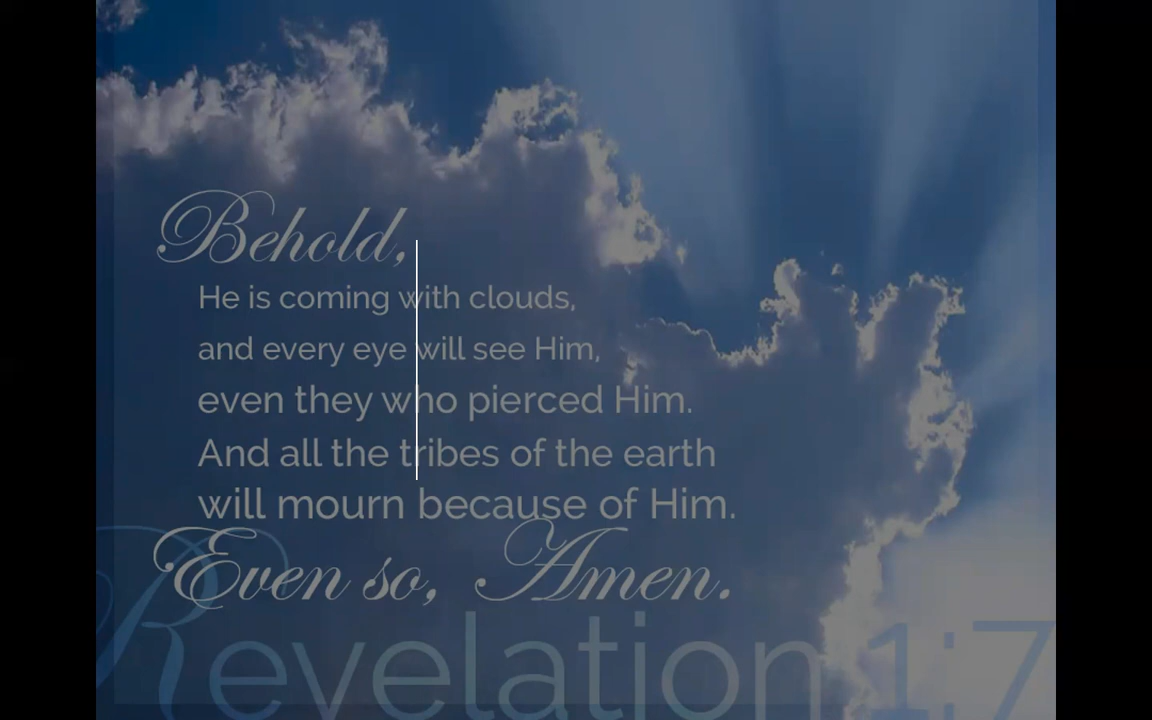 Behold,
He is coming with clouds,
and every eye will see Him,
even they who pierced Him.
And all the tribes of the earth
will mourn because of Him.
Even so, Amen.
Revelation 1:7